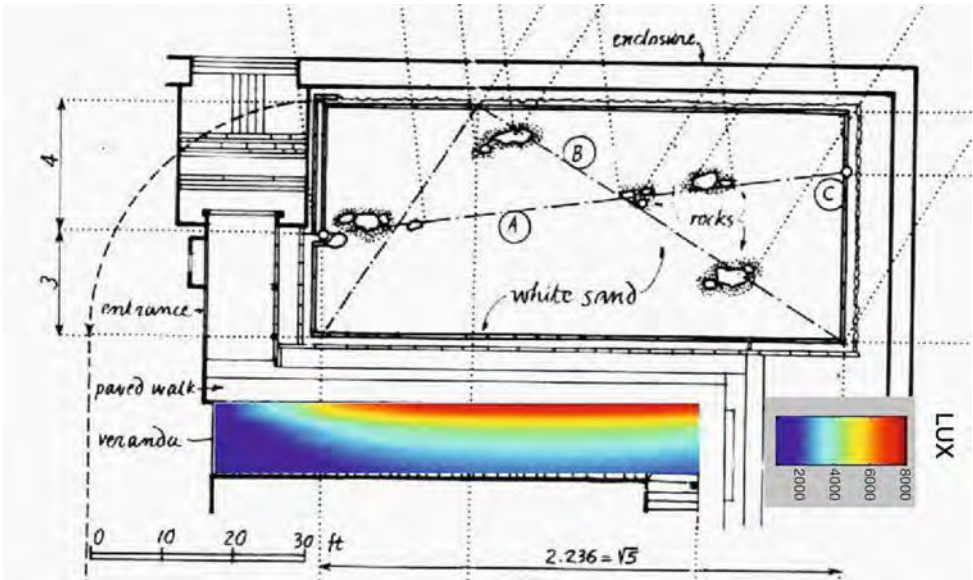 enclosure
4
B
C
A
rocks
3
white sand
entrance
paved walk
veranda
LUX
2000
4000
6000
8000
0 10 20 30 ft
2.236=√5